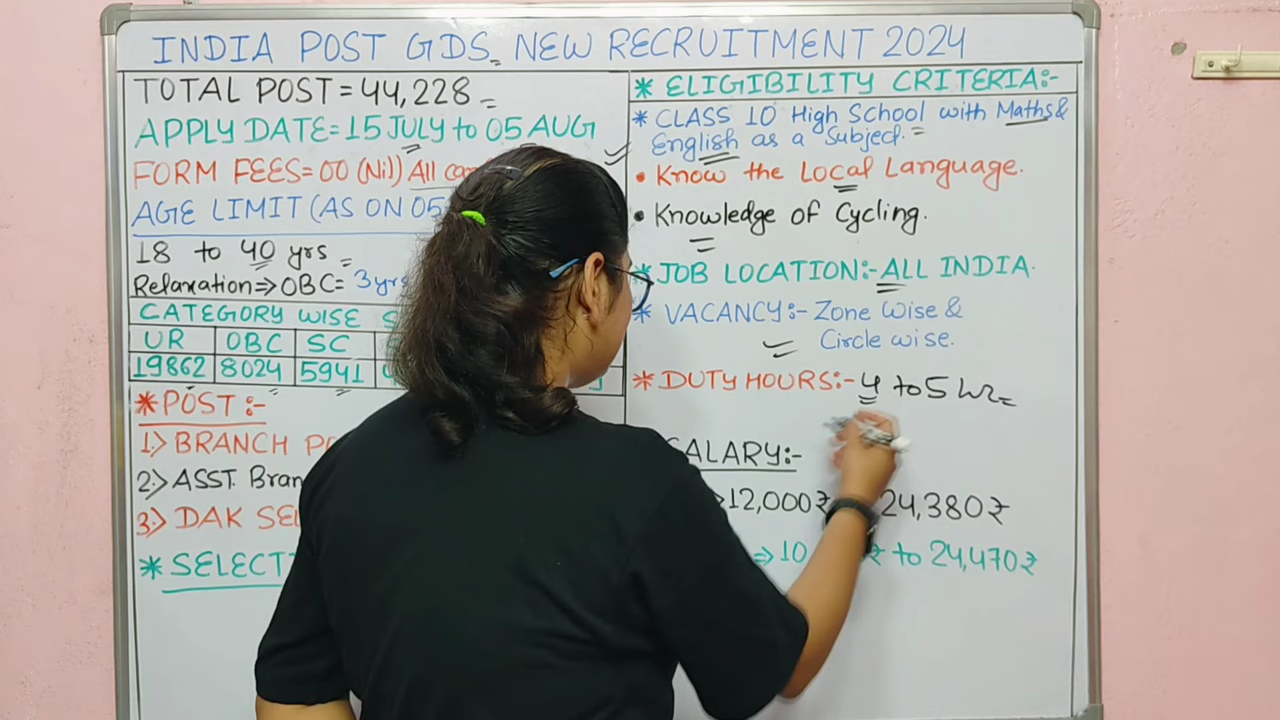 INDIA POST GDS NEW RECRUITMENT 2024
TOTAL POST = 44,228
APPLY DATE = 15 JULY to 05 AUG
FORM FEES = 00 (Nil) All
AGE LIMIT (AS ON 05
18 to 40 yrs
Relaxation ⇒ OBC = 3 yrs
CATEGORY WISE
UR OBC SC
19862 8024 5941
* POST :-
1.) BRANCH
2.) ASST. Bran
3.) DAK
* SELECT
* ELIGIBILITY CRITERIA:-
* CLASS 10 High School with Maths &
English as a Subject.
• Know the Local Language.
• Knowledge of Cycling.
* JOB LOCATION:- ALL INDIA.
* VACANCY:- Zone Wise &
Circle wise.
* DUTY HOURS:- 4 to 5 hr
SALARY:-
12,000₹ 24,380₹
⇒ 10 ₹ to 24,470₹